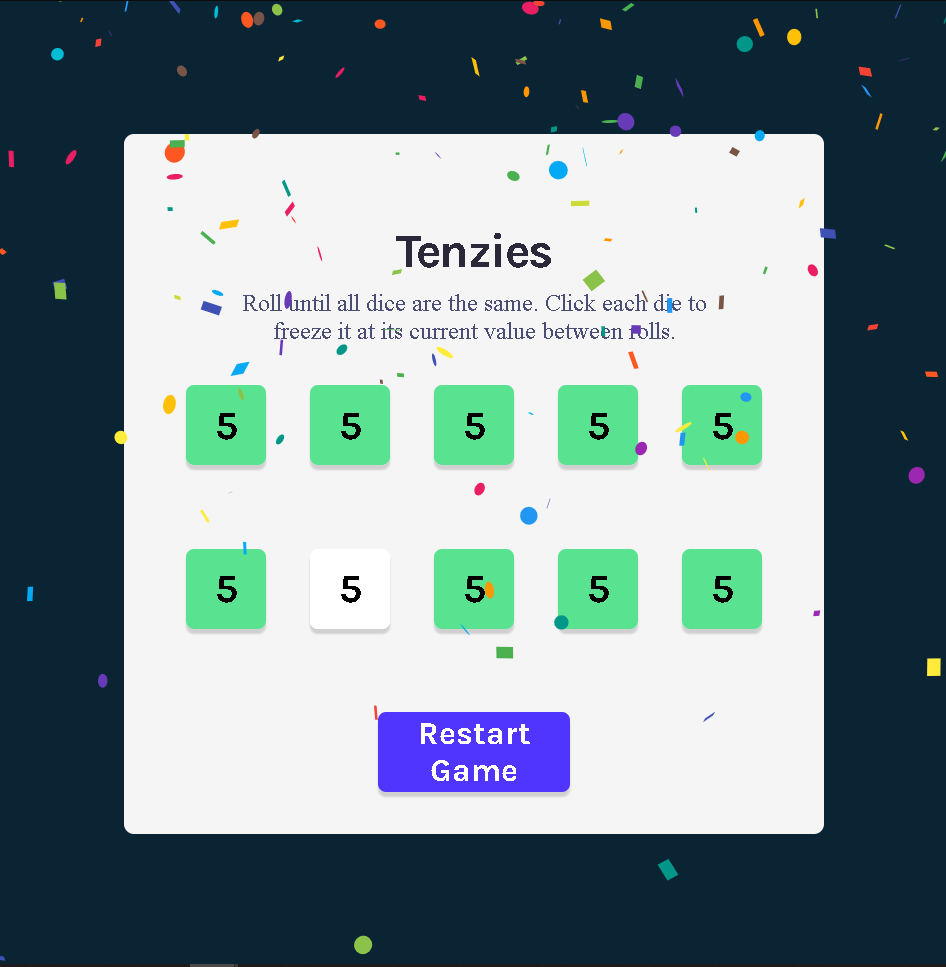 Tenzies
Roll until all dice are the same. Click each die to
freeze it at its current value between rolls.
5 5 5 5 5
5 5 5 5 5
Restart
Game